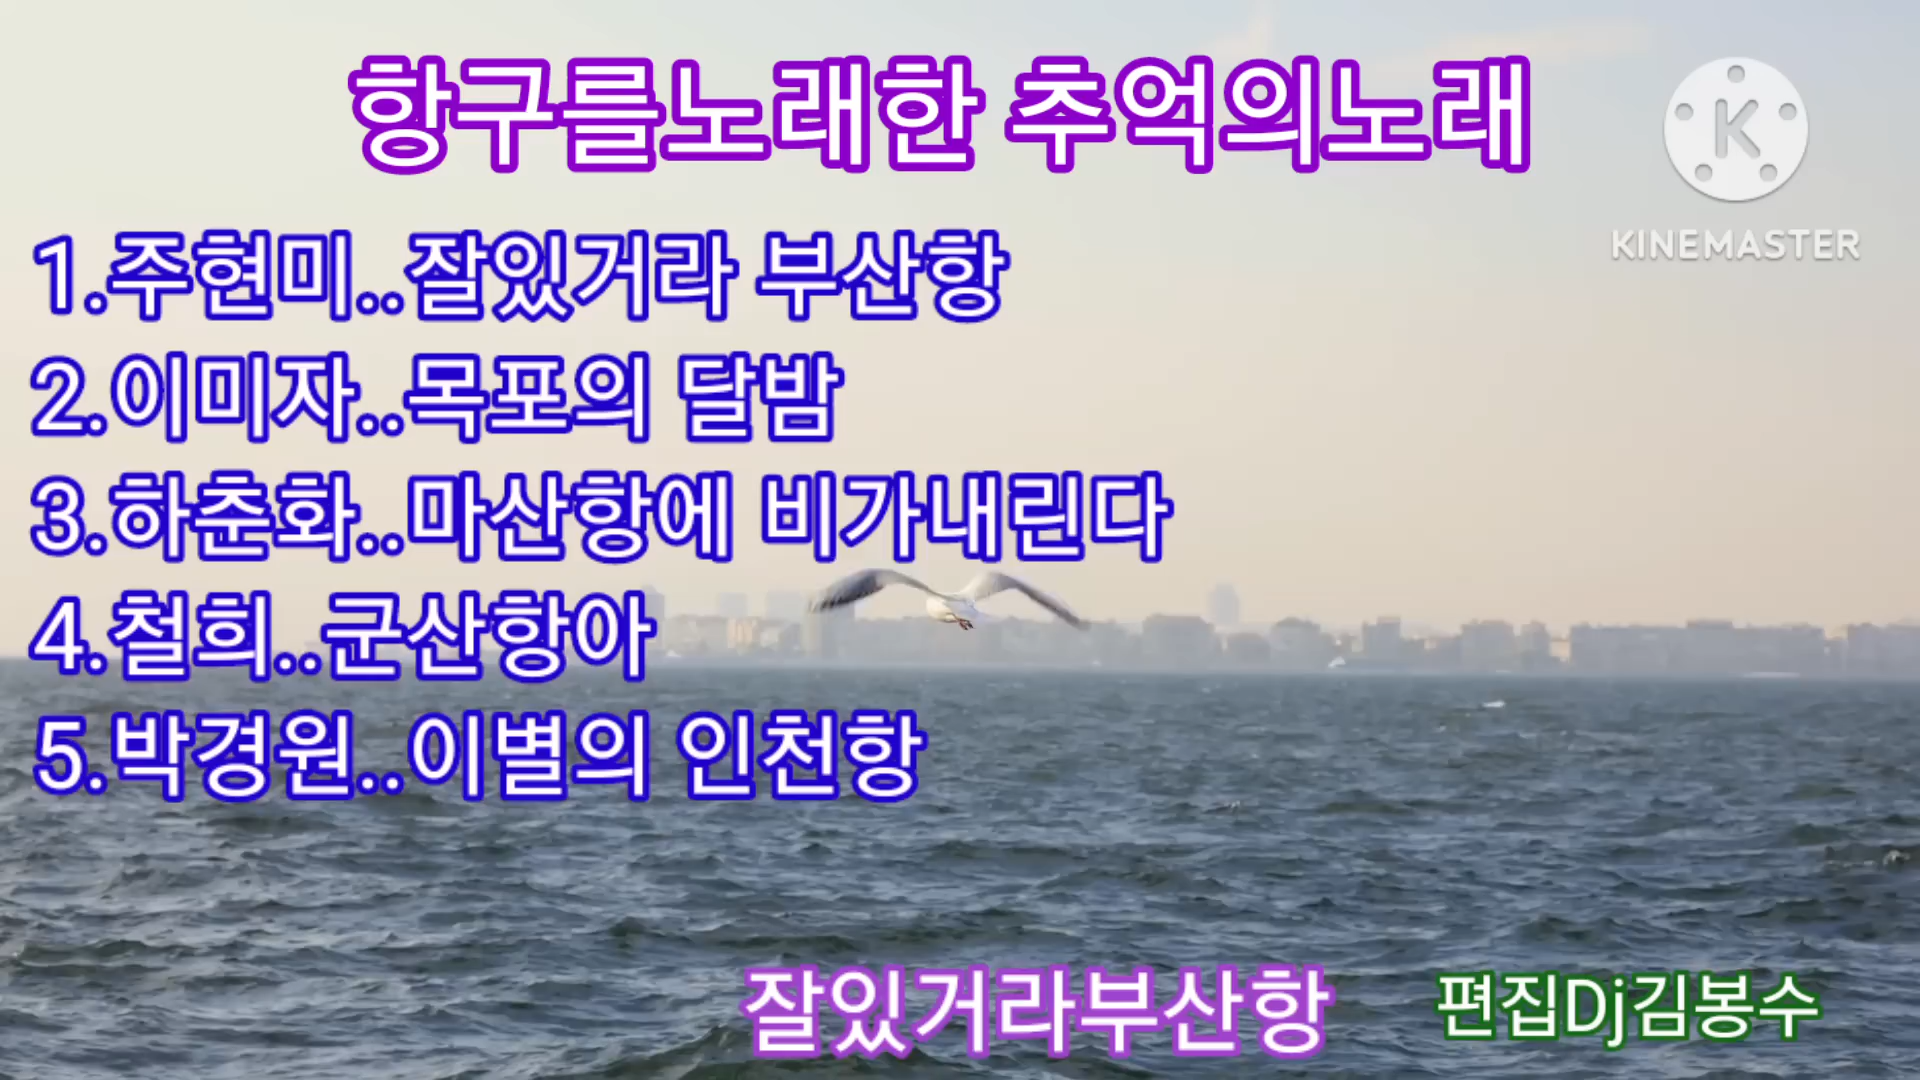 항구를노래한 추억의노래
K
KINEMASTER
1.주현미..잘있거라 부산항
2.이미자..목포의 달밤
3.하춘화..마산항에 비가내린다
4.철희..군산항아
5.박경원..이별의 인천항
잘있거라부산항
편집Dj김봉수